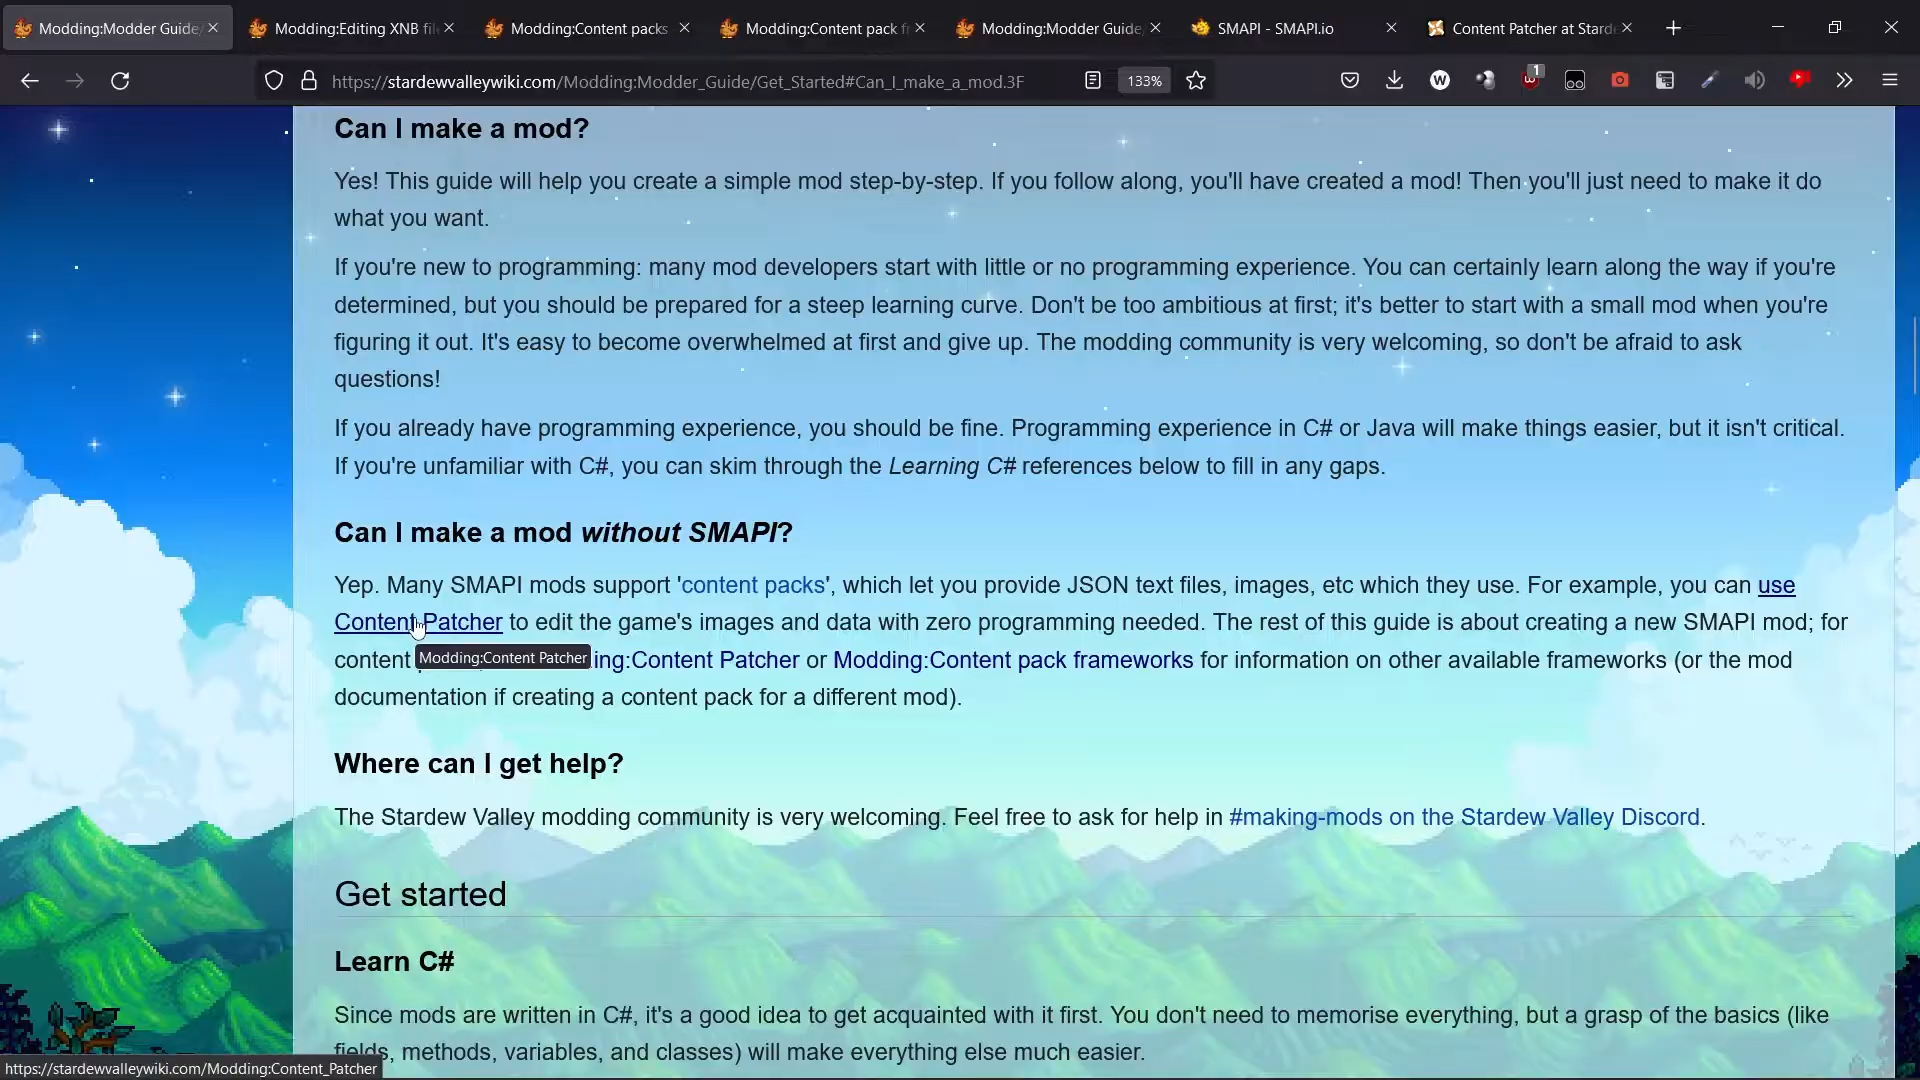 Modding:Modder Guide/
Modding:Editing XNB fil
Modding:Content packs
Modding:Content pack f
Modding:Modder Guide
SMAPI - SMAPI.io
Content Patcher at Stard
https://stardewvalleywiki.com/Modding:Modder_Guide/Get_Started#Can_I_make_a_mod.3F
133%
1
Can I make a mod?
Yes! This guide will help you create a simple mod step-by-step. If you follow along, you'll have created a mod! Then you'll just need to make it do
what you want.
If you're new to programming: many mod developers start with little or no programming experience. You can certainly learn along the way if you're
determined, but you should be prepared for a steep learning curve. Don't be too ambitious at first; it's better to start with a small mod when you're
figuring it out. It's easy to become overwhelmed at first and give up. The modding community is very welcoming, so don't be afraid to ask
questions!
If you already have programming experience, you should be fine. Programming experience in C# or Java will make things easier, but it isn't critical.
If you're unfamiliar with C#, you can skim through the Learning C# references below to fill in any gaps.
Can I make a mod without SMAPI?
Yep. Many SMAPI mods support 'content packs', which let you provide JSON text files, images, etc which they use. For example, you can use
Content Patcher to edit the game's images and data with zero programming needed. The rest of this guide is about creating a new SMAPI mod; for
content ing:Content Patcher or Modding:Content pack frameworks for information on other available frameworks (or the mod
Modding:Content Patcher
documentation if creating a content pack for a different mod).
Where can I get help?
The Stardew Valley modding community is very welcoming. Feel free to ask for help in #making-mods on the Stardew Valley Discord.
Get started
Learn C#
Since mods are written in C#, it's a good idea to get acquainted with it first. You don't need to memorise everything, but a grasp of the basics (like
fields, methods, variables, and classes) will make everything else much easier.
https://stardewvalleywiki.com/Modding:Content_Patcher